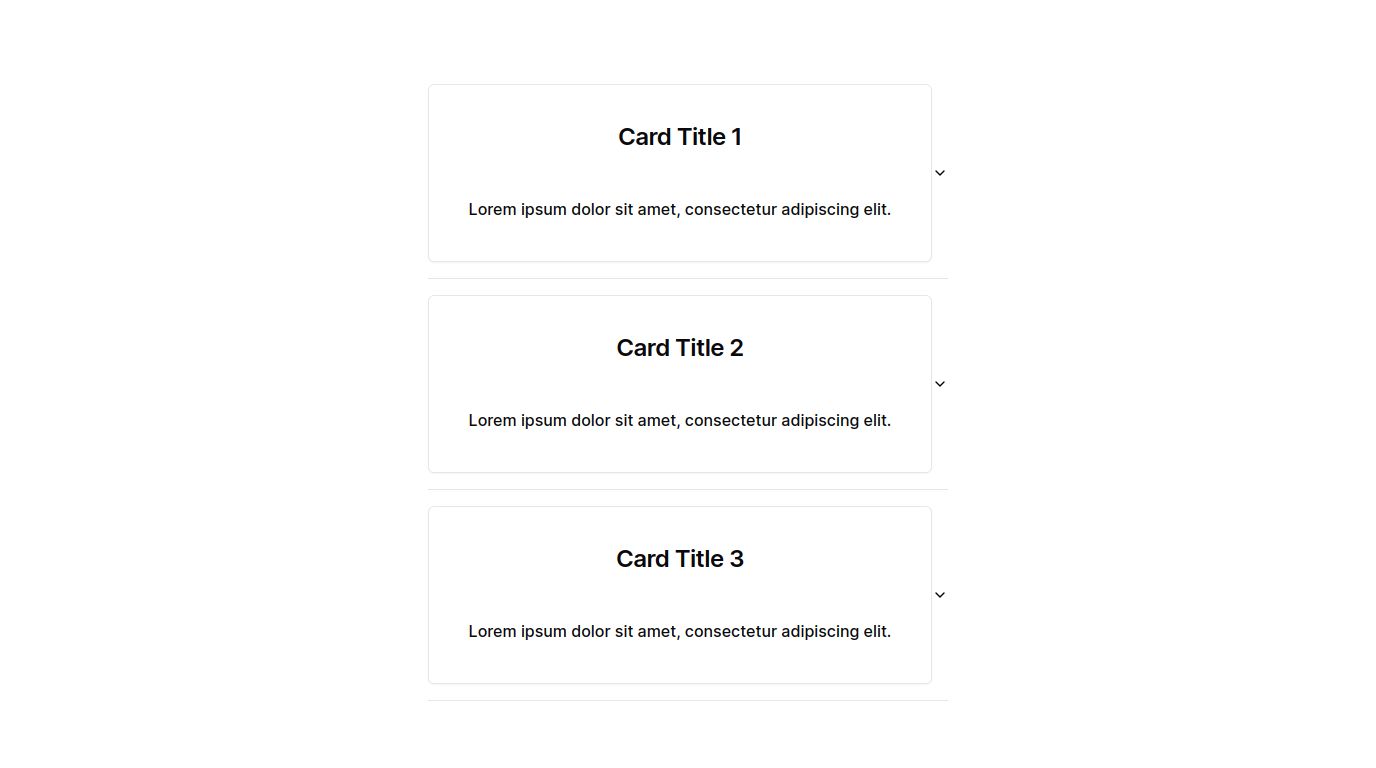 Card Title 1
Lorem ipsum dolor sit amet, consectetur adipiscing elit.
Card Title 2
Lorem ipsum dolor sit amet, consectetur adipiscing elit.
Card Title 3
Lorem ipsum dolor sit amet, consectetur adipiscing elit.